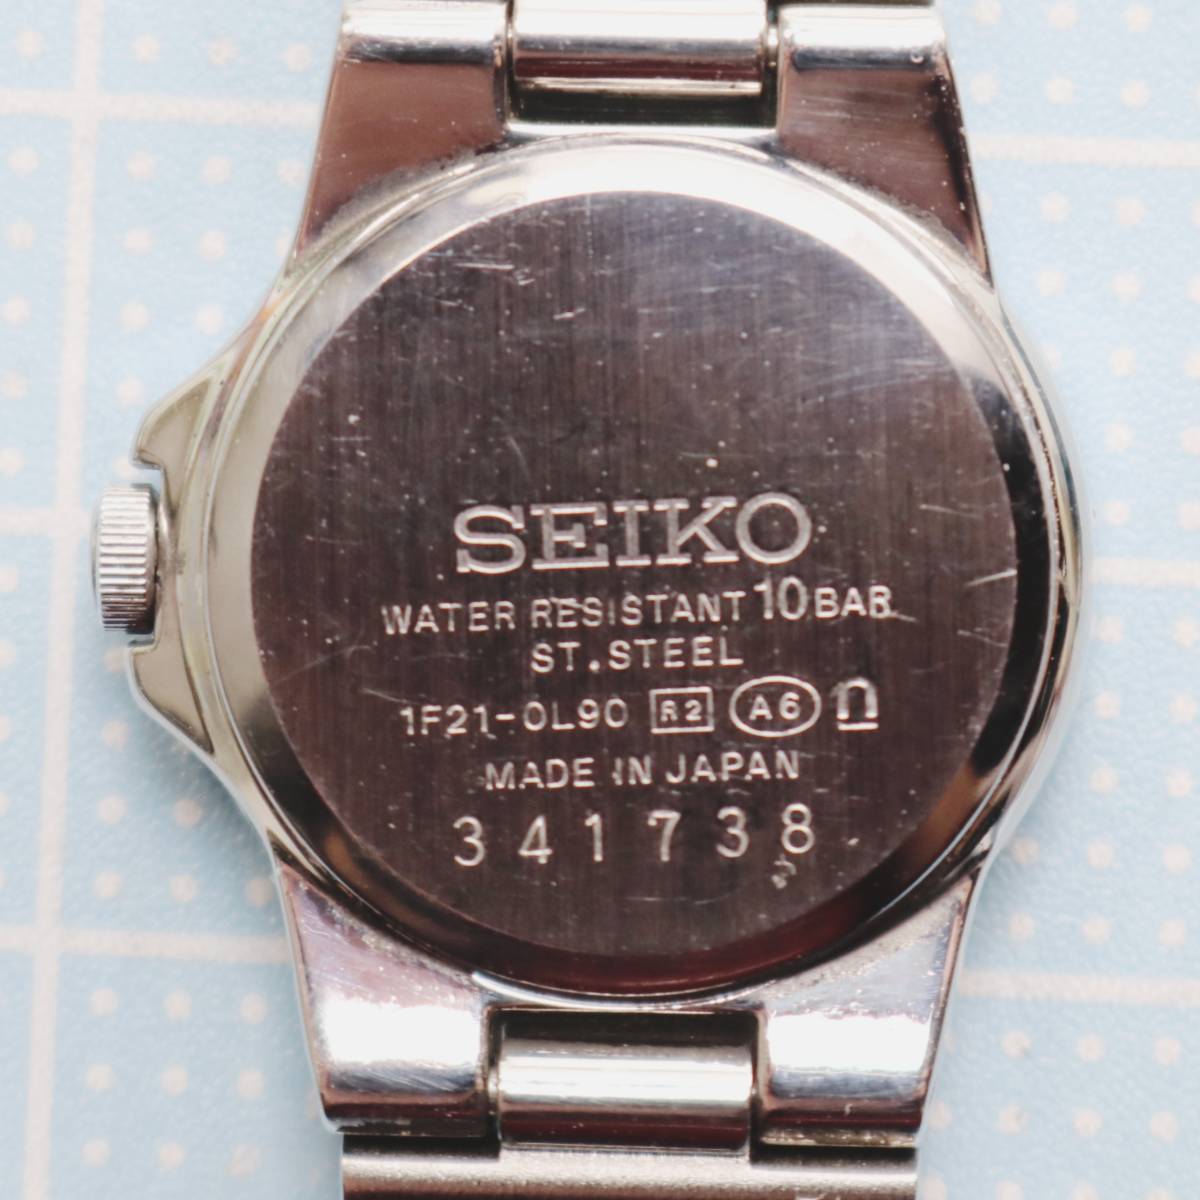 SEIKO
WATER RESISTANT 10 BAR
ST. STEEL
1F21-0L90 R2 A6 n
MADE IN JAPAN
341738